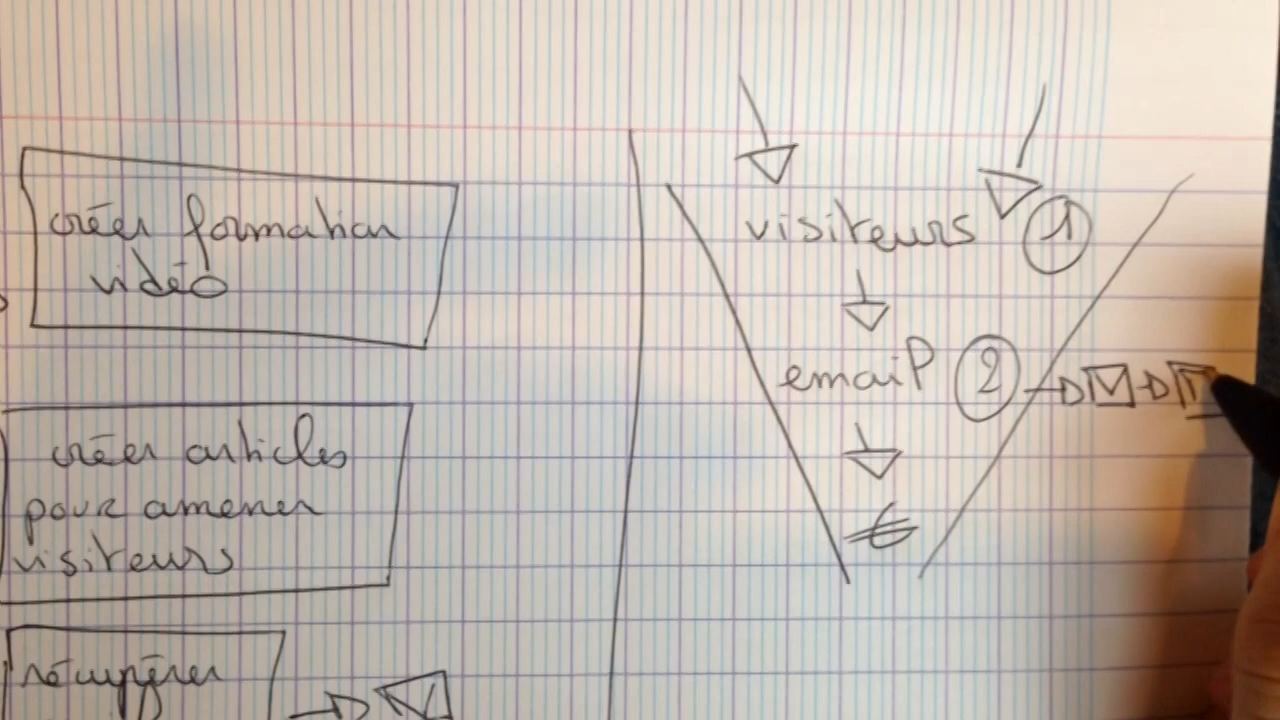 créer formation
vidéo
créer articles
pour amener
visiteurs
récupérer
visiteurs 1
email 2
€